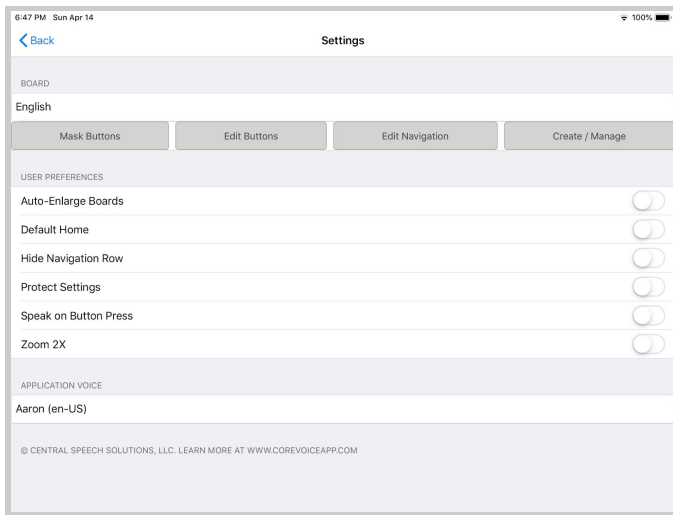 6:47 PM Sun Apr 14 100%
Back Settings
BOARD
English
Mask Buttons Edit Buttons Edit Navigation Create / Manage
USER PREFERENCES
Auto-Enlarge Boards
Default Home
Hide Navigation Row
Protect Settings
Speak on Button Press
Zoom 2X
APPLICATION VOICE
Aaron (en-US)
© CENTRAL SPEECH SOLUTIONS, LLC. LEARN MORE AT WWW.COREVOICEAPP.COM